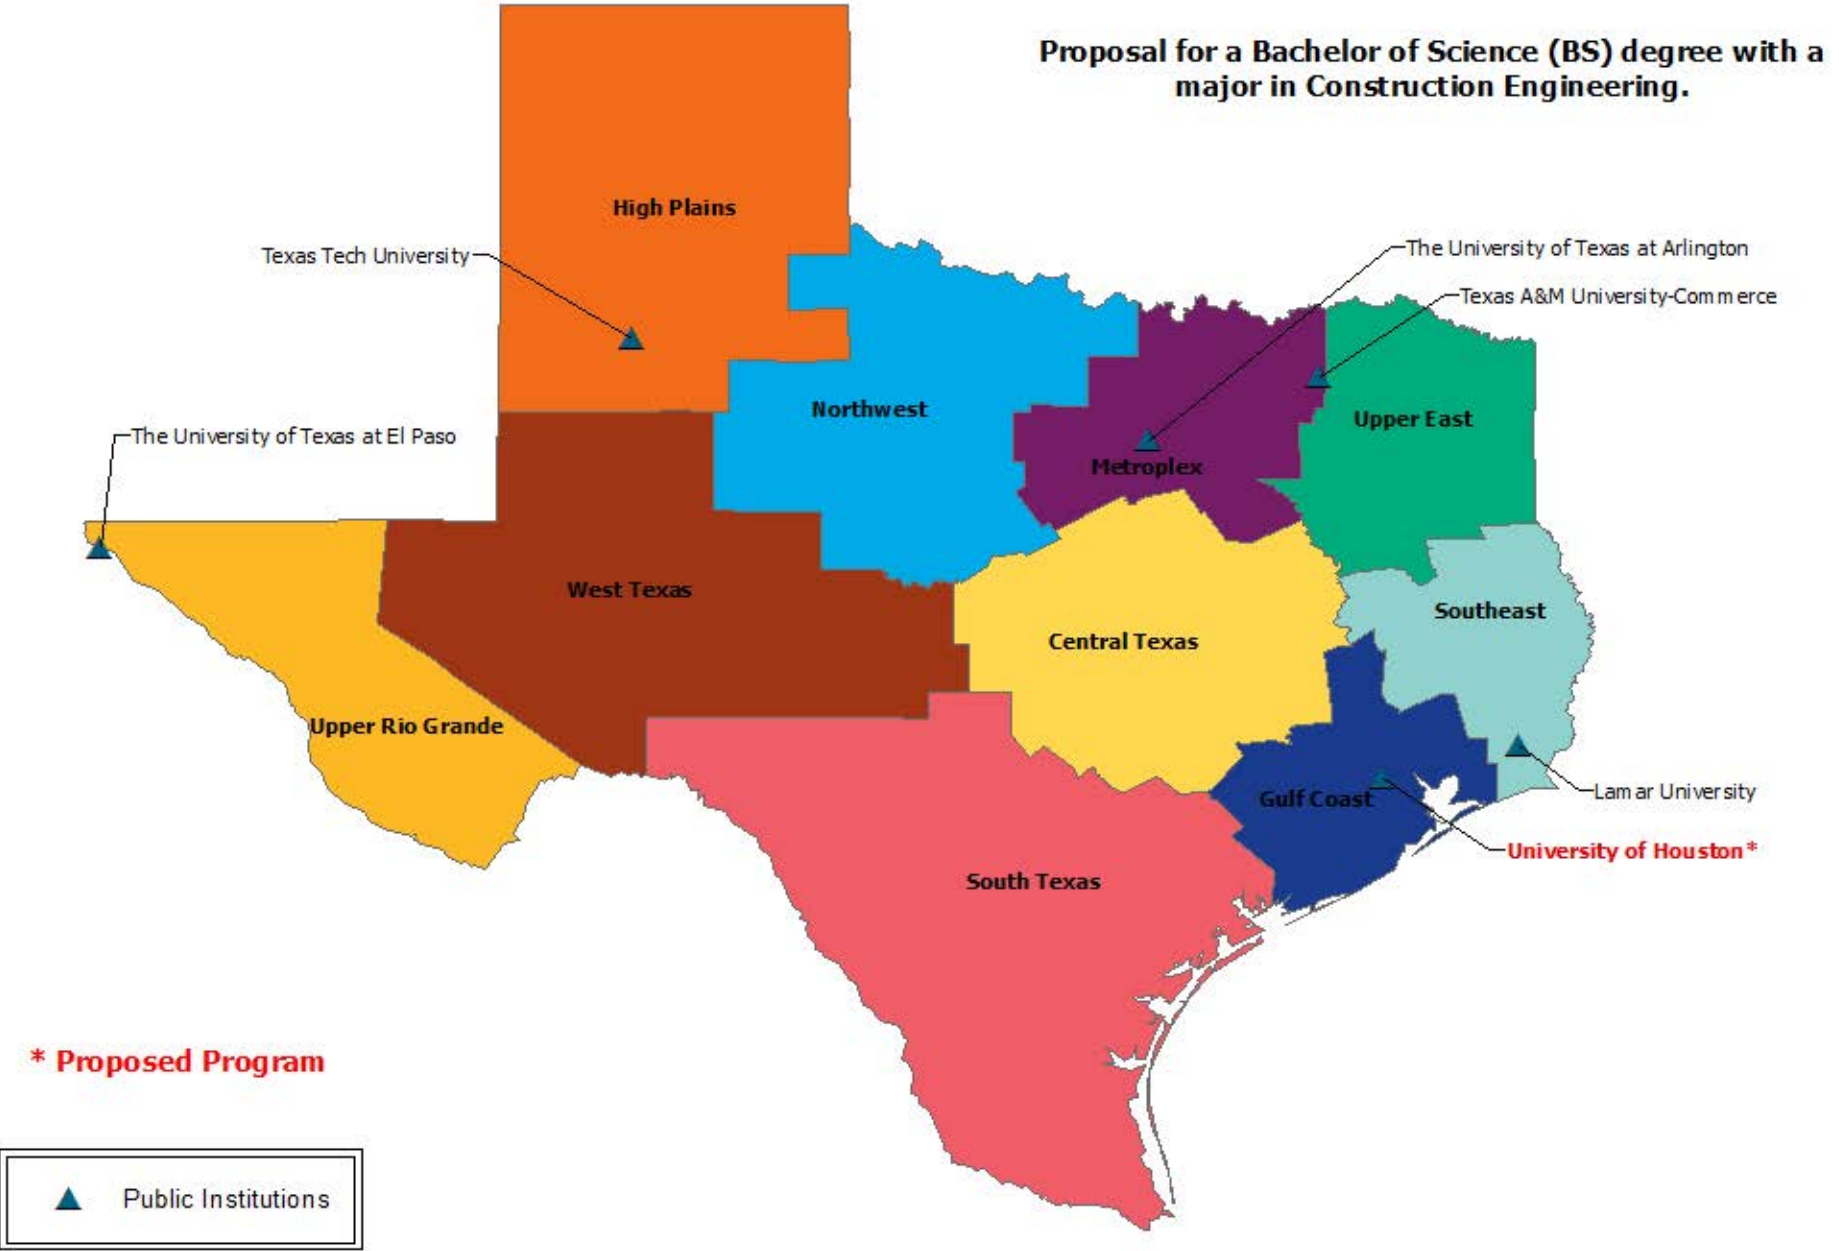 Proposal for a Bachelor of Science (BS) degree with a
major in Construction Engineering.
High Plains
Texas Tech University
The University of Texas at Arlington
Texas A&M University-Commerce
Northwest
Upper East
The University of Texas at El Paso
Metroplex
West Texas
Southeast
Central Texas
Upper Rio Grande
Lamar University
Gulf Coast
University of Houston*
South Texas
* Proposed Program
Public Institutions